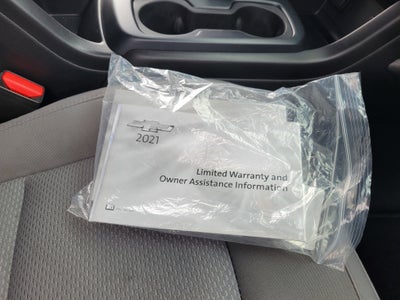 2021
Limited Warranty and
Owner Assistance Information